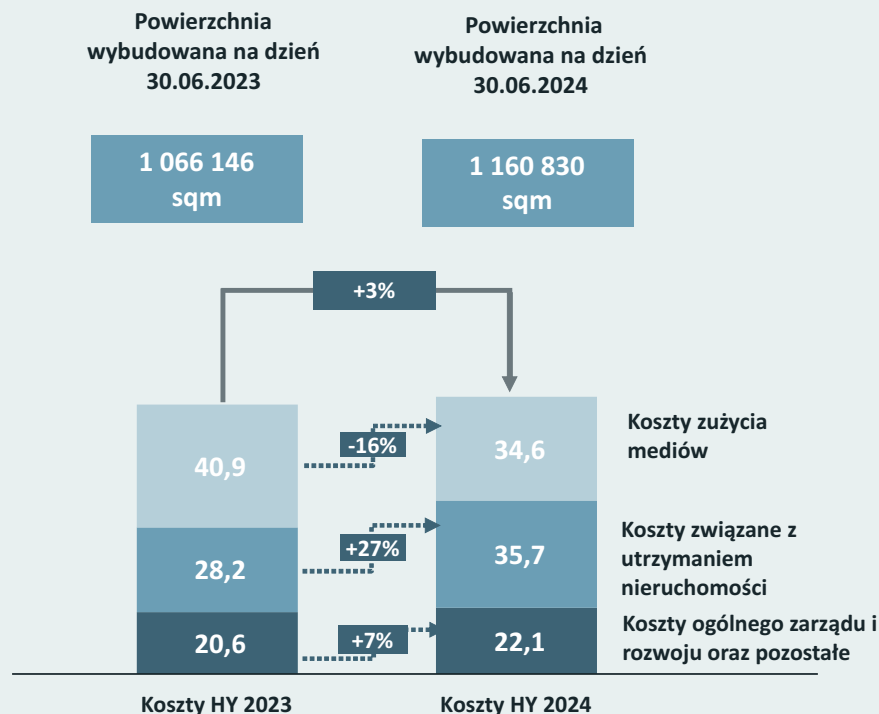 Powierzchnia
wybudowana na dzień
30.06.2023
Powierzchnia
wybudowana na dzień
30.06.2024
1 066 146
sqm
1 160 830
sqm
+3%
40,9
-16%
34,6
Koszty zużycia
mediów
28,2
+27%
35,7
Koszty związane z
utrzymaniem
nieruchomości
20,6
+7%
22,1
Koszty ogólnego zarządu i
rozwoju oraz pozostałe
Koszty HY 2023
Koszty HY 2024